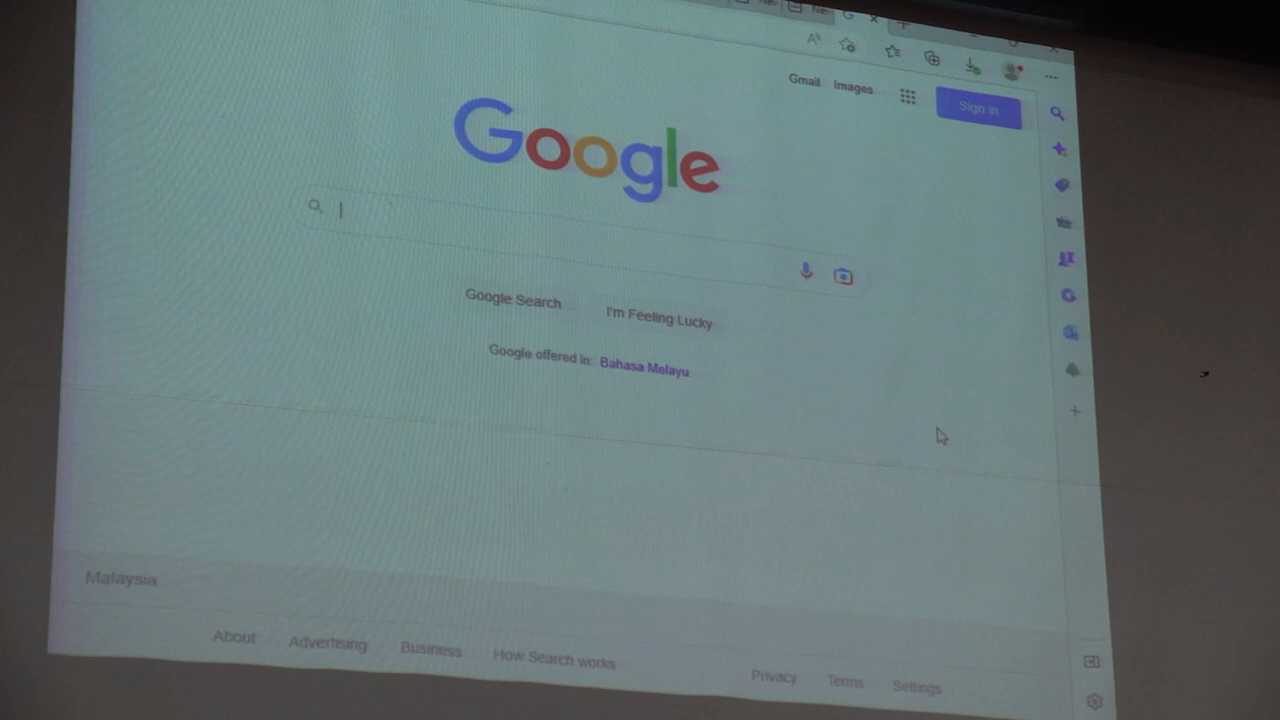 Gmail Images
Sign in
Google
Google Search I'm Feeling Lucky
Google offered in: Bahasa Melayu
Malaysia
About Advertising Business How Search works
Privacy Terms Settings